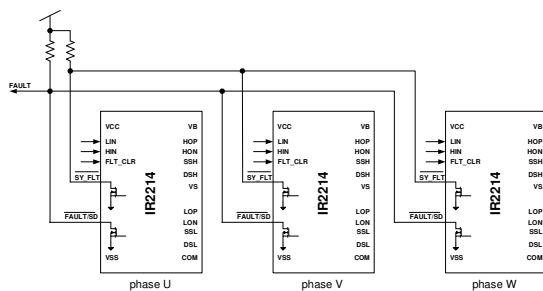 FAULT
VCC
LIN
HIN
FLT_CLR
SY_FLT
FAULT/SD
VSS
IR2214
VB
HOP
HON
SSH
DSH
VS
LOP
LON
SSL
DSL
COM
phase U
VCC
LIN
HIN
FLT_CLR
SY_FLT
FAULT/SD
VSS
IR2214
VB
HOP
HON
SSH
DSH
VS
LOP
LON
SSL
DSL
COM
phase V
VCC
LIN
HIN
FLT_CLR
SY_FLT
FAULT/SD
VSS
IR2214
VB
HOP
HON
SSH
DSH
VS
LOP
LON
SSL
DSL
COM
phase W